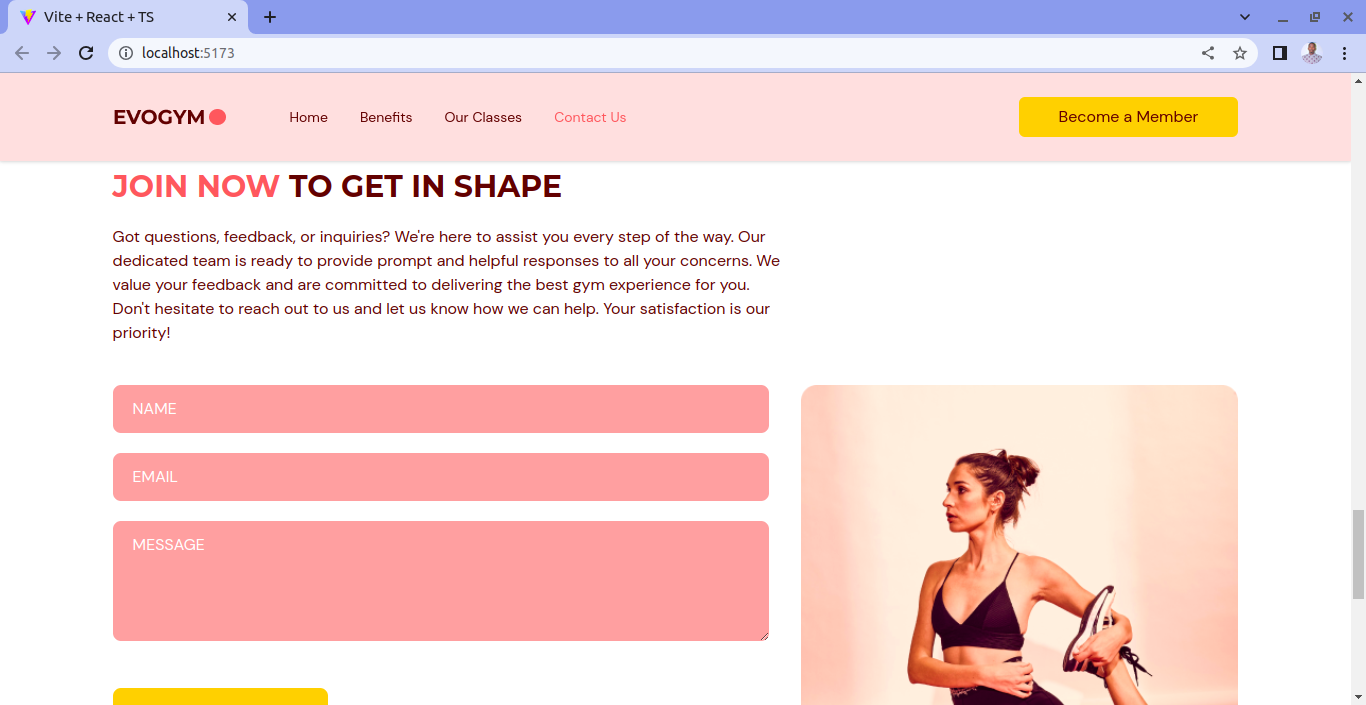 Vite + React + TS
localhost:5173
EVOGYM
Home
Benefits
Our Classes
Contact Us
Become a Member
JOIN NOW TO GET IN SHAPE
Got questions, feedback, or inquiries? We're here to assist you every step of the way. Our
dedicated team is ready to provide prompt and helpful responses to all your concerns. We
value your feedback and are committed to delivering the best gym experience for you.
Don't hesitate to reach out to us and let us know how we can help. Your satisfaction is our
priority!
NAME
EMAIL
MESSAGE